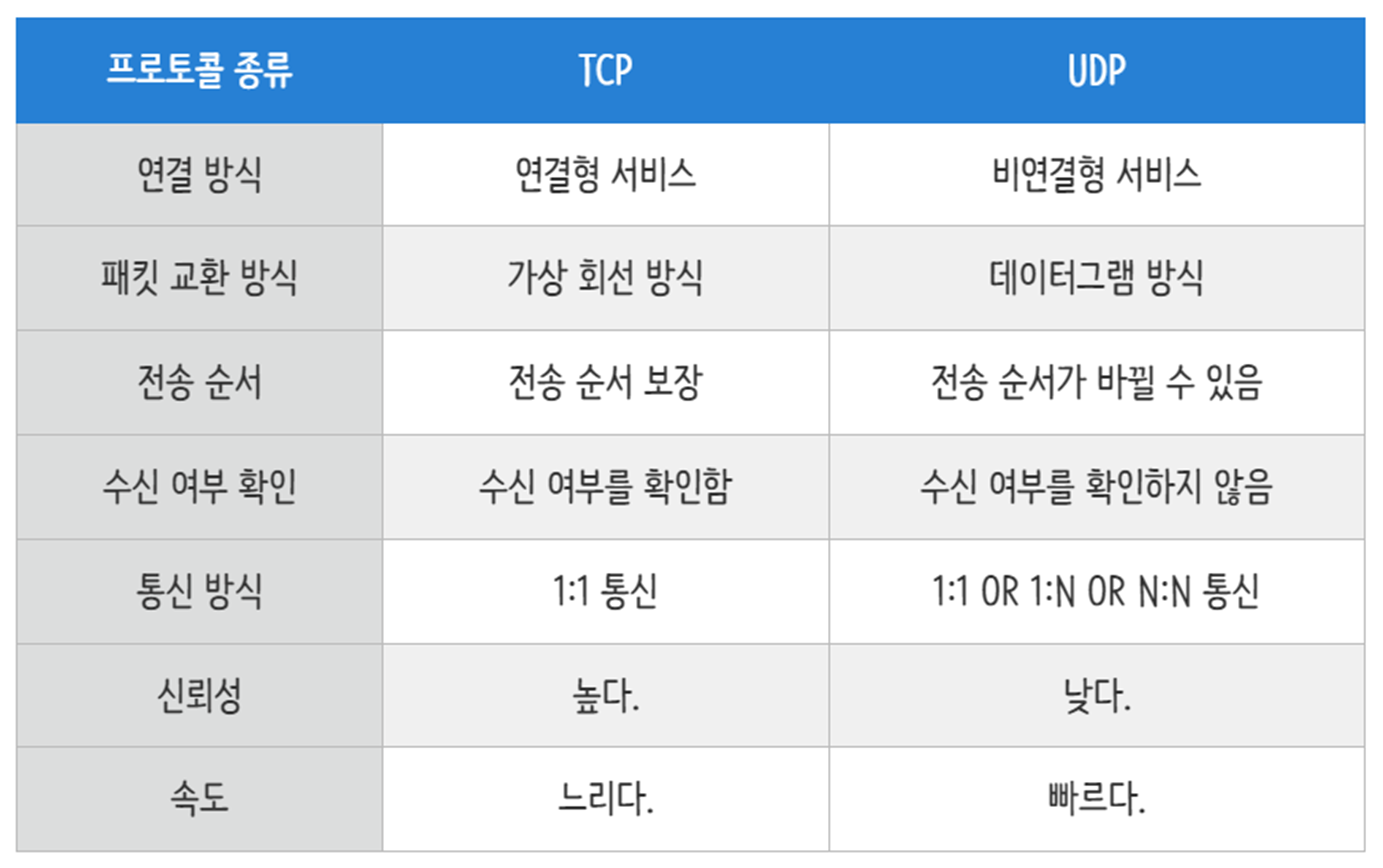 프로토콜 종류 TCP UDP
연결 방식 연결형 서비스 비연결형 서비스
패킷 교환 방식 가상 회선 방식 데이터그램 방식
전송 순서 전송 순서 보장 전송 순서가 바뀔 수 있음
수신 여부 확인 수신 여부를 확인함 수신 여부를 확인하지 않음
통신 방식 1:1 통신 1:1 OR 1:N OR N:N 통신
신뢰성 높다. 낮다.
속도 느리다. 빠르다.